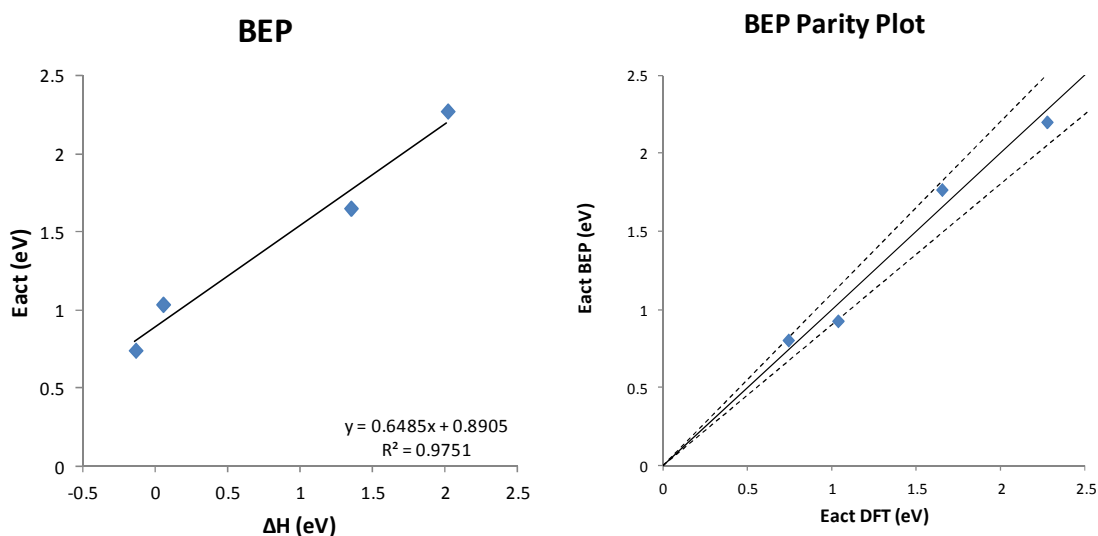 BEP
2.5
2
1.5
1
0.5
0
-0.5 0 0.5 1 1.5 2 2.5
Eact (eV)
ΔH (eV)
y = 0.6485x + 0.8905
R² = 0.9751
BEP Parity Plot
2.5
2
1.5
1
0.5
0
0 0.5 1 1.5 2 2.5
Eact BEP (eV)
Eact DFT (eV)